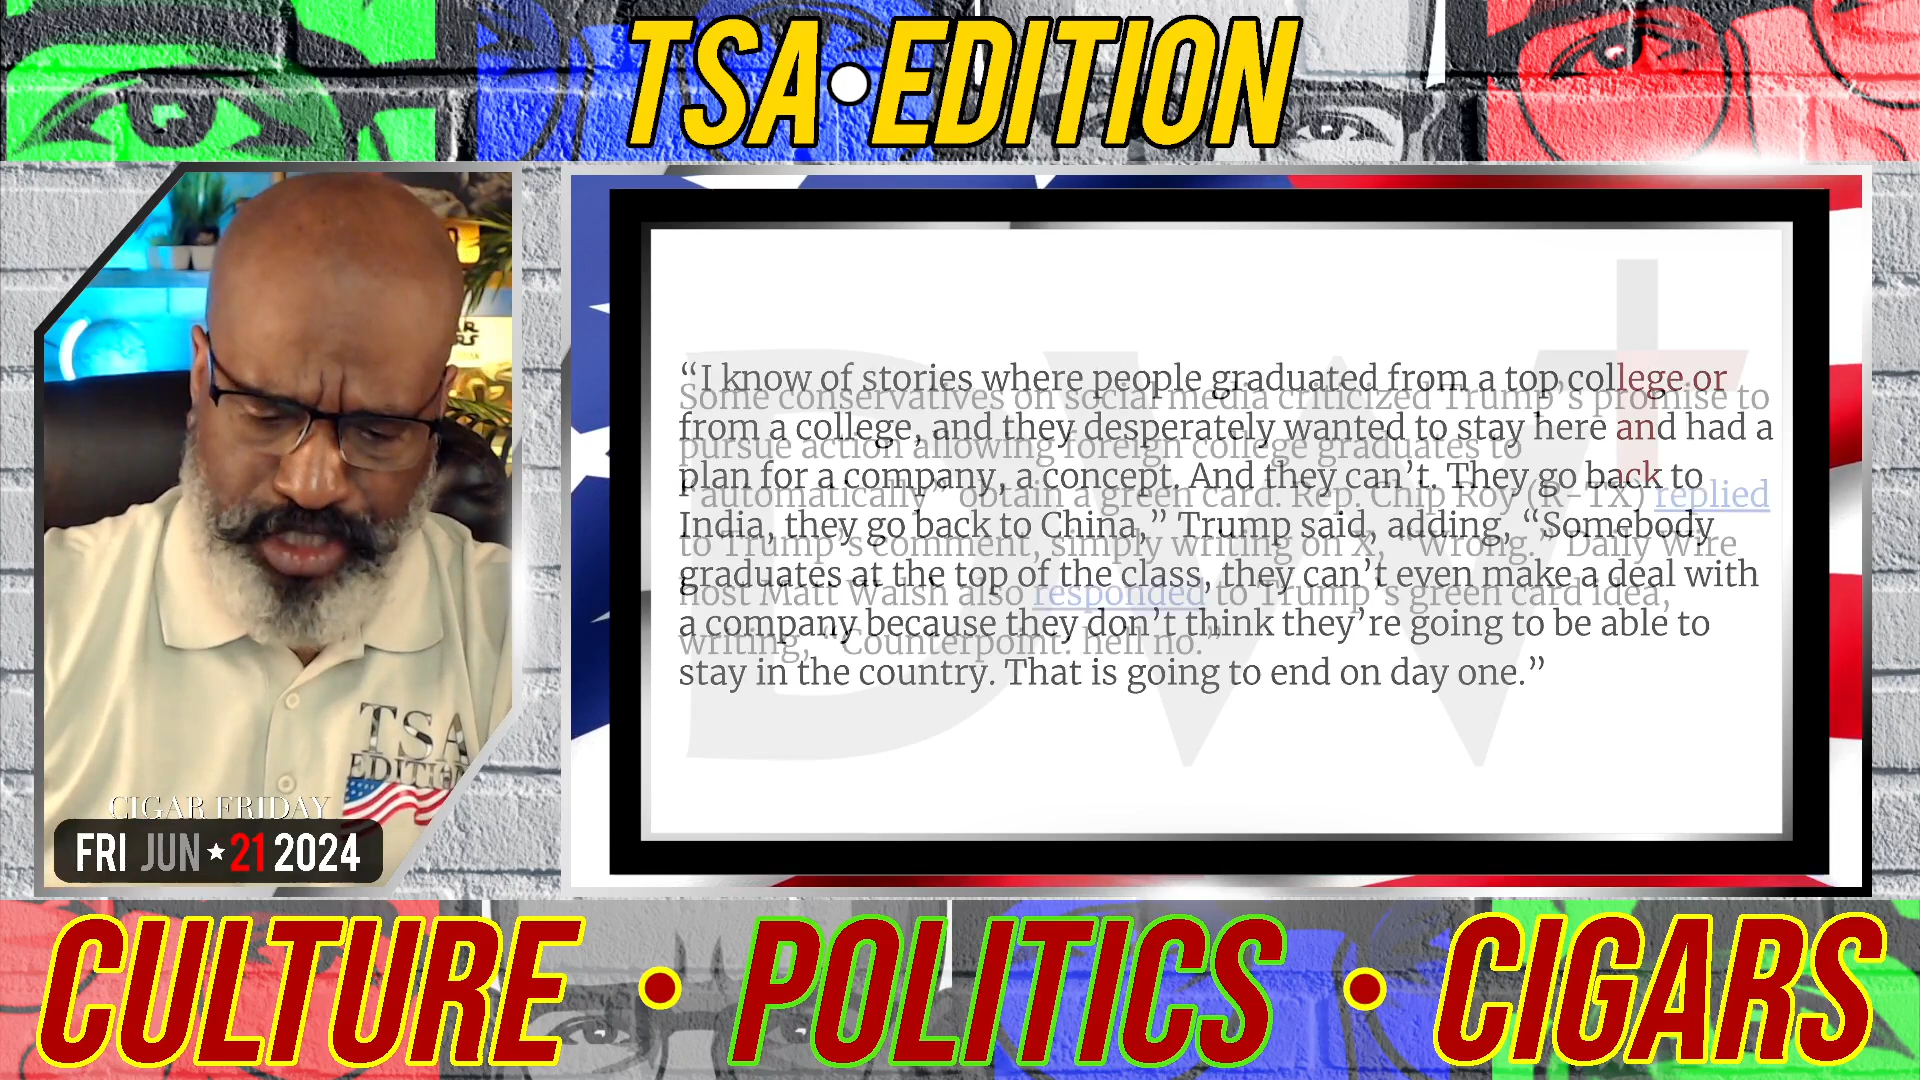 TSA•EDITION
“I know of stories where people graduated from a top college or
from a college, and they desperately wanted to stay here and had a
plan for a company, a concept. And they can’t. They go back to
India, they go back to China,” Trump said, adding, “Somebody
graduates at the top of the class, they can’t even make a deal with
a company because they don’t think they’re going to be able to
stay in the country. That is going to end on day one.”
Some conservatives on social media criticized Trump’s promise to
pursue action allowing foreign college graduates to
“automatically” obtain a green card. Rep. Chip Roy (R-TX) replied
to Trump’s comment, simply writing on X, “Wrong.” Daily Wire
host Matt Walsh also responded to Trump’s green card idea,
writing, “Counterpoint: hell no.”
DW
TSA
EDITION
CIGAR FRIDAY
FRI JUN ★ 21 2024
CULTURE • POLITICS • CIGARS